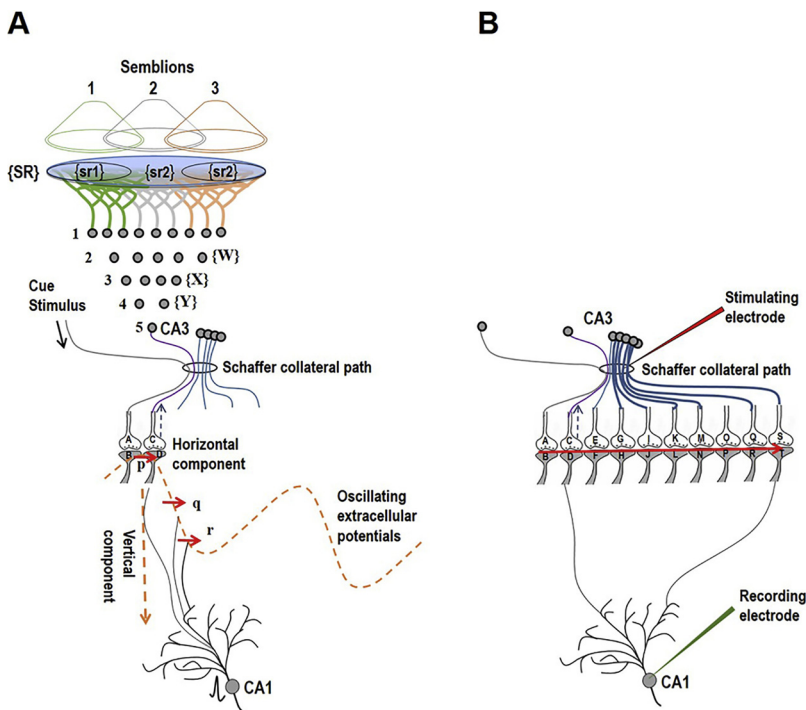 A
Semblions
1 2 3
{SR} {sr1} {sr2} {sr2}
1
2 {W}
3 {X}
4 {Y}
Cue
Stimulus
5 CA3
Schaffer collateral path
A C
B D
p
Horizontal
component
q
r
Oscillating
extracellular
potentials
Vertical
component
CA1
B
Stimulating
electrode
CA3
Schaffer collateral path
A C E G I K M O Q S
B D F H J L N P R
Recording
electrode
CA1